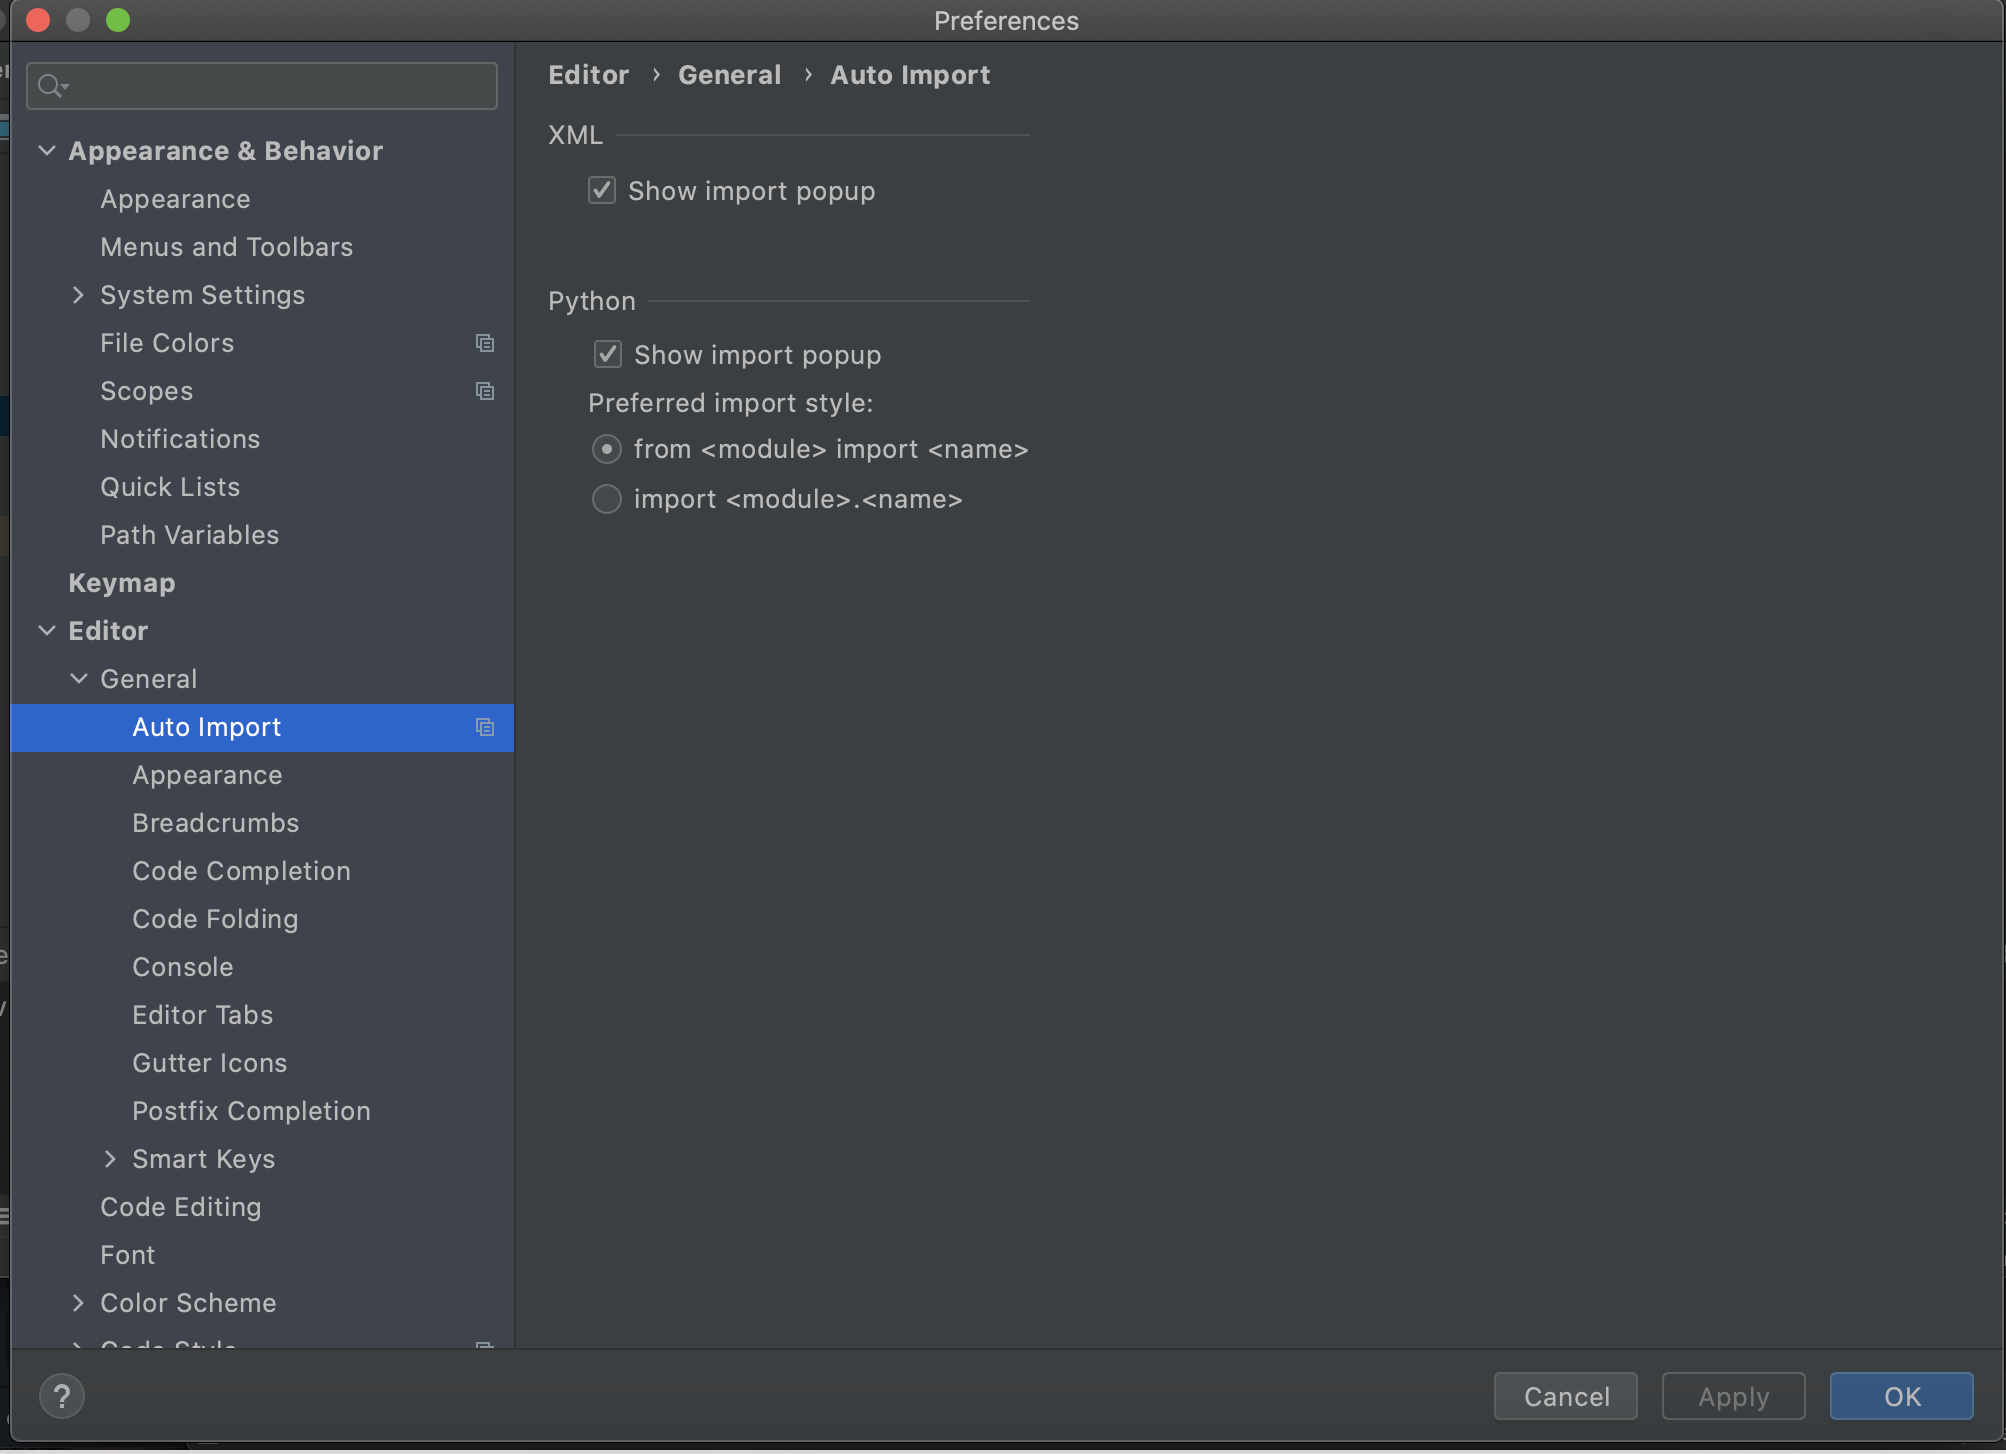 Preferences
Appearance & Behavior
Appearance
Menus and Toolbars
System Settings
File Colors
Scopes
Notifications
Quick Lists
Path Variables
Keymap
Editor
General
Auto Import
Appearance
Breadcrumbs
Code Completion
Code Folding
Console
Editor Tabs
Gutter Icons
Postfix Completion
Smart Keys
Code Editing
Font
Color Scheme
Code Style
Editor › General › Auto Import
XML
Show import popup
Python
Show import popup
Preferred import style:
from <module> import <name>
import <module>.<name>
?
Cancel
Apply
OK